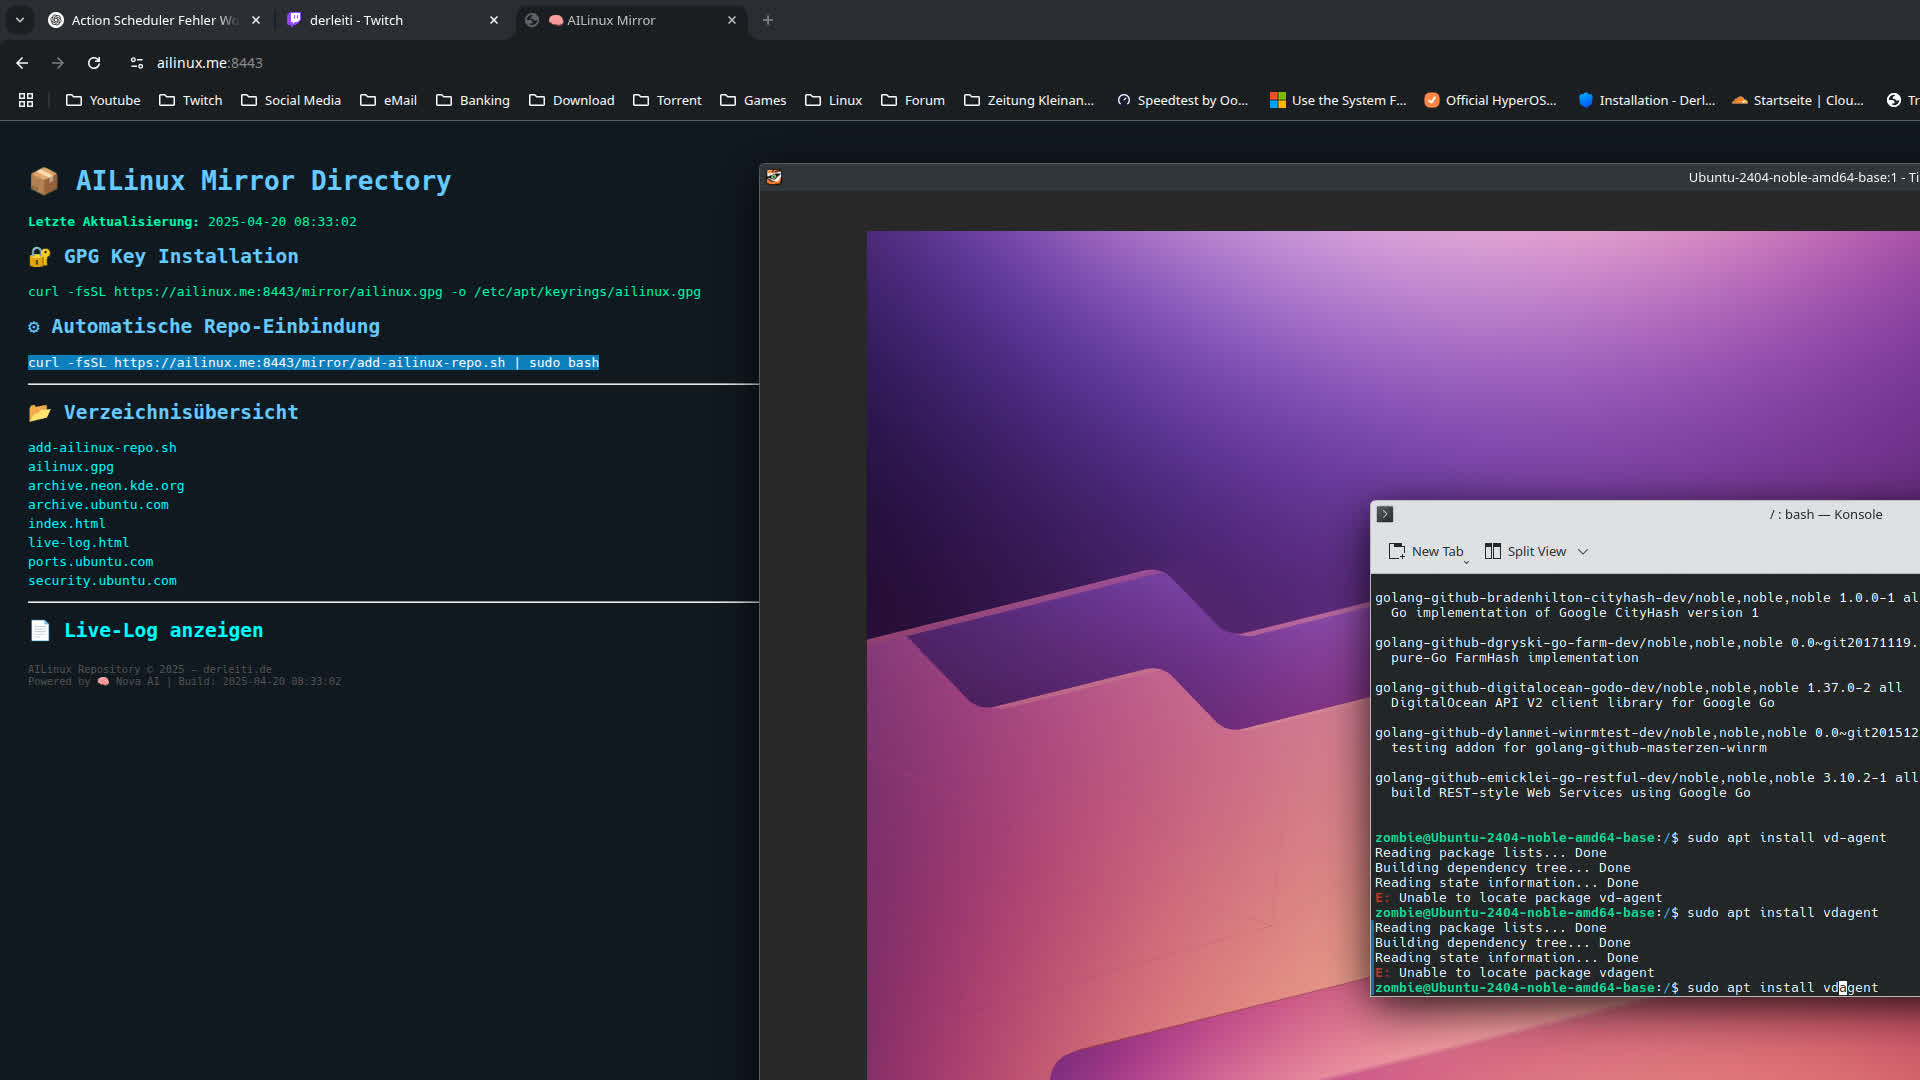 Action Scheduler Fehler Wo
derleiti - Twitch
🧠 AILinux Mirror
ailinux.me:8443
Youtube
Twitch
Social Media
eMail
Banking
Download
Torrent
Games
Linux
Forum
Zeitung Kleinan...
Speedtest by Oo...
Use the System F...
Official HyperOS...
Installation - Derl...
Startseite | Clou...
Tr
📦 AILinux Mirror Directory
Letzte Aktualisierung: 2025-04-20 08:33:02
🔐 GPG Key Installation
curl -fsSL https://ailinux.me:8443/mirror/ailinux.gpg -o /etc/apt/keyrings/ailinux.gpg
⚙ Automatische Repo-Einbindung
curl -fsSL https://ailinux.me:8443/mirror/add-ailinux-repo.sh | sudo bash
📂 Verzeichnisübersicht
add-ailinux-repo.sh
ailinux.gpg
archive.neon.kde.org
archive.ubuntu.com
index.html
live-log.html
ports.ubuntu.com
security.ubuntu.com
📄 Live-Log anzeigen
AILinux Repository © 2025 – derleiti.de
Powered by 🧠 Nova AI | Build: 2025-04-20 08:33:02
Ubuntu-2404-noble-amd64-base:1 - Ti
/ : bash — Konsole
New Tab
Split View
golang-github-bradenhilton-cityhash-dev/noble,noble,noble 1.0.0-1 al
Go implementation of Google CityHash version 1
golang-github-dgryski-go-farm-dev/noble,noble,noble 0.0~git20171119.
pure-Go FarmHash implementation
golang-github-digitalocean-godo-dev/noble,noble,noble 1.37.0-2 all
DigitalOcean API V2 client library for Google Go
golang-github-dylanmei-winrmtest-dev/noble,noble,noble 0.0~git201512
testing addon for golang-github-masterzen-winrm
golang-github-emicklei-go-restful-dev/noble,noble,noble 3.10.2-1 all
build REST-style Web Services using Google Go
zombie@Ubuntu-2404-noble-amd64-base:/$ sudo apt install vd-agent
Reading package lists... Done
Building dependency tree... Done
Reading state information... Done
E: Unable to locate package vd-agent
zombie@Ubuntu-2404-noble-amd64-base:/$ sudo apt install vdagent
Reading package lists... Done
Building dependency tree... Done
Reading state information... Done
E: Unable to locate package vdagent
zombie@Ubuntu-2404-noble-amd64-base:/$ sudo apt install vdagent